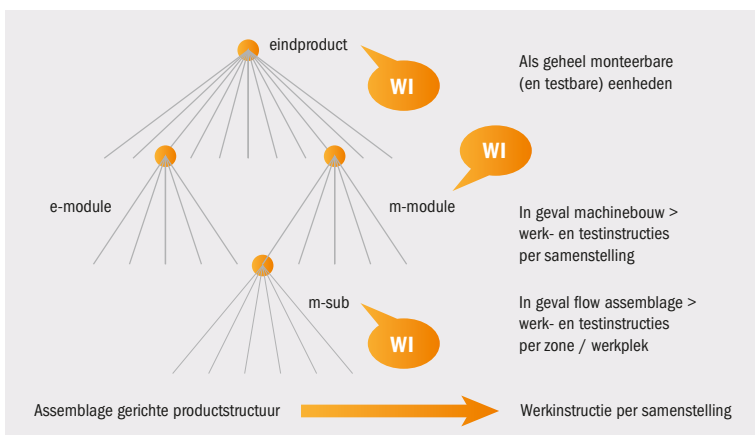 eindproduct
WI
Als geheel monteerbare
(en testbare) eenheden
WI
e-module
m-module
In geval machinebouw >
werk- en testinstructies
per samenstelling
m-sub
WI
In geval flow assemblage >
werk- en testinstructies
per zone / werkplek
Assemblage gerichte productstructuur
Werkinstructie per samenstelling